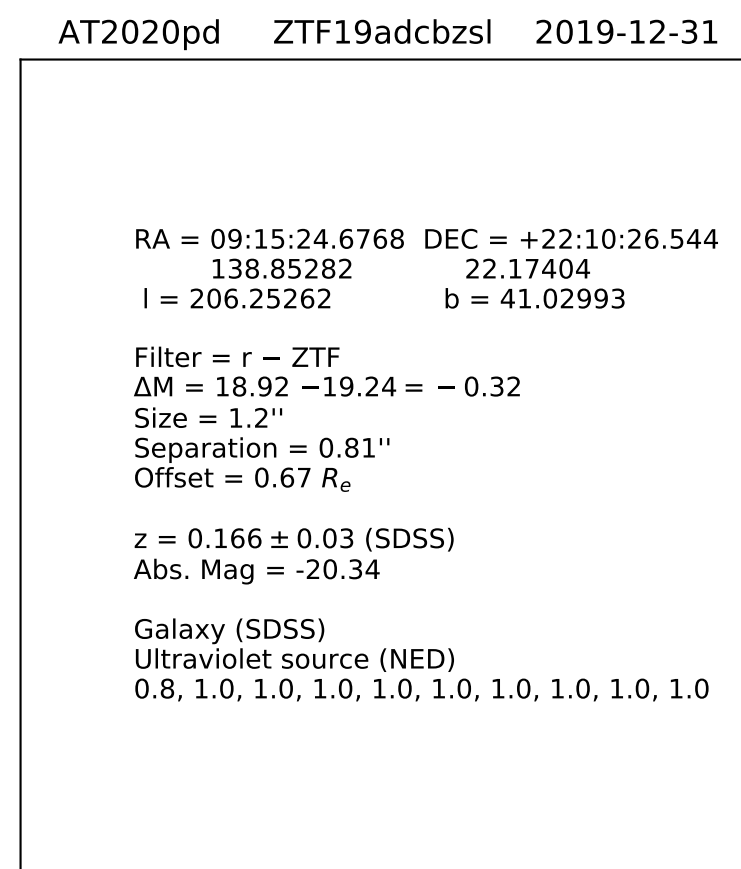 AT2020pd ZTF19adcbzsl 2019-12-31
RA = 09:15:24.6768 DEC = +22:10:26.544
138.85282 22.17404
l = 206.25262 b = 41.02993
Filter = r − ZTF
ΔM = 18.92 −19.24 = − 0.32
Size = 1.2''
Separation = 0.81''
Offset = 0.67 Re
z = 0.166 ± 0.03 (SDSS)
Abs. Mag = -20.34
Galaxy (SDSS)
Ultraviolet source (NED)
0.8, 1.0, 1.0, 1.0, 1.0, 1.0, 1.0, 1.0, 1.0, 1.0